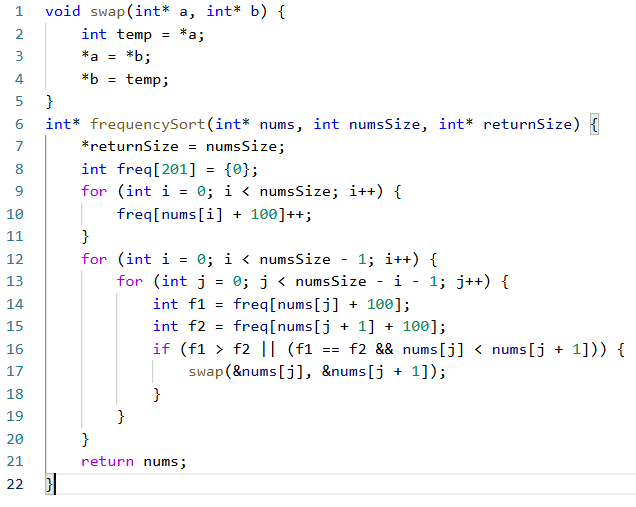 1 void swap(int* a, int* b) {
2     int temp = *a;
3     *a = *b;
4     *b = temp;
5 }
6 int* frequencySort(int* nums, int numsSize, int* returnSize) {
7     *returnSize = numsSize;
8     int freq[201] = {0};
9     for (int i = 0; i < numsSize; i++) {
10         freq[nums[i] + 100]++;
11     }
12     for (int i = 0; i < numsSize - 1; i++) {
13         for (int j = 0; j < numsSize - i - 1; j++) {
14             int f1 = freq[nums[j] + 100];
15             int f2 = freq[nums[j + 1] + 100];
16             if (f1 > f2 || (f1 == f2 && nums[j] < nums[j + 1])) {
17                 swap(&nums[j], &nums[j + 1]);
18             }
19         }
20     }
21     return nums;
22 }